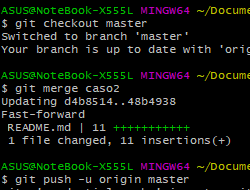 ASUS@NoteBook-X555L MINGW64 ~/Docume
$ git checkout master
Switched to branch 'master'
Your branch is up to date with 'orig
ASUS@NoteBook-X555L MINGW64 ~/Docume
$ git merge caso2
Updating d4b8514..48b4938
Fast-forward
README.md | 11 +++++++++++
1 file changed, 11 insertions(+)
ASUS@NoteBook-X555L MINGW64 ~/Docume
$ git push -u origin master